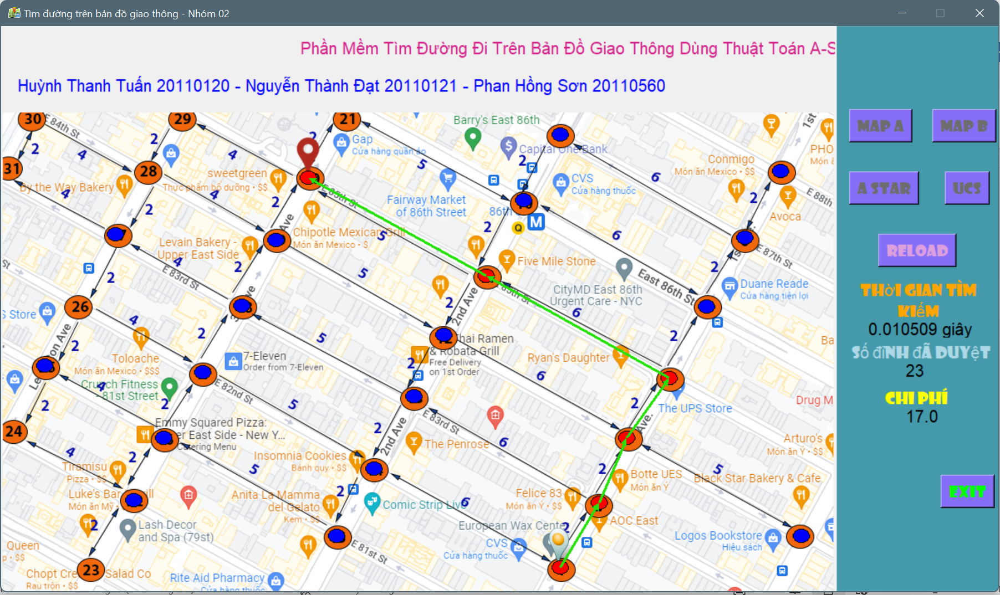 Tìm đường trên bản đồ giao thông - Nhóm 02
Phần Mềm Tìm Đường Đi Trên Bản Đồ Giao Thông Dùng Thuật Toán A-S
Huỳnh Thanh Tuấn 20110120 - Nguyễn Thành Đạt 20110121 - Phan Hồng Sơn 20110560
MAP A
MAP B
A STAR
UCS
RELOAD
THờI GIAN TÌM
KIẾM
0.010509 giây
Số đỉNH đÃ DUYỆT
23
CHI PHÍ
17.0
EXIT
30
29
21
E 84th St
Barry's East 86th
1st
2
2
2
Gap
Cửa hàng quần áo
Capital One Bank
PHO
Món
4
4
5
2
Conmigo
Món ăn Mexico • $$
31
28
sweetgreen
Thực phẩm bổ dưỡng • $$
CVS
Cửa hàng thuốc
6
By the Way Bakery
4
4
2
E 85th St
Fairway Market
of 86th Street
86th
2
E 88th
Avoca
2
Ave
2
M
Q
Chipotle Mexican Grill
Món ăn Mexico • $
5
6
Levain Bakery -
Upper East Side
4
2
Five Mile Stone
E 87th St
1st
St
E 83rd St
2
5
2
East 86th St
CityMD East 86th
Urgent Care - NYC
Duane Reade
Cửa hàng tiện lợi
26
S Store
4
2
2nd Ave
6
2
5
2
Thai Ramen
& Robata Grill
Free Delivery
on 1st Order
Ryan's Daughter
Ba
2
Toloache
Món ăn Mexico • $$$
7-Eleven
Order from 7-Eleven
2
6
Crunch Fitness
- 81st Street
4
2
E 82nd St
5
2
The UPS Store
Drug M
2
24
Emmy Squared Pizza:
er East Side - New Y...
Catering Menu
2
2nd Ave
E 83rd St
The Penrose
6
Ave.
Arturo's
Món ăn Ý • $$
4
2
Tiramisu
Pizza • $$
5
Insomnia Cookies
Bánh quy • $$
2
Botte UES
Món ăn Ý
5
Black Star Bakery & Cafe
Luke's Bar
Grill
Món ăn Mỹ
Anita La Mamma
del Gelato
Kem • $$
2
Comic Strip Live
6
Felice 83
Món ăn Ý • $$
2
Lash Decor
and Spa (79st)
European Wax Cente
2
AOC East
Queen
CVS
Cửa hàng thuốc
Logos Bookstore
Hiệu sách
E 81st St
23
Chopt Cre
Salad Co
Rau trộn • $$
Rite Aid Pharmacy
Cửa hàng thuốc